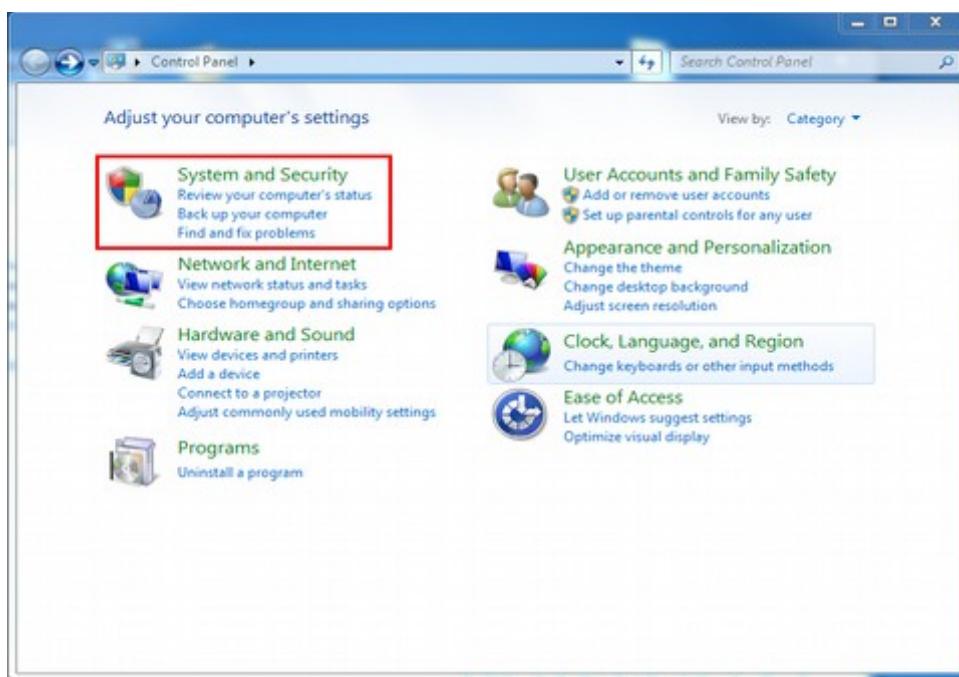 Control Panel
Search Control Panel
Adjust your computer's settings
View by: Category
System and Security
Review your computer's status
Back up your computer
Find and fix problems
Network and Internet
View network status and tasks
Choose homegroup and sharing options
Hardware and Sound
View devices and printers
Add a device
Connect to a projector
Adjust commonly used mobility settings
Programs
Uninstall a program
User Accounts and Family Safety
Add or remove user accounts
Set up parental controls for any user
Appearance and Personalization
Change the theme
Change desktop background
Adjust screen resolution
Clock, Language, and Region
Change keyboards or other input methods
Ease of Access
Let Windows suggest settings
Optimize visual display